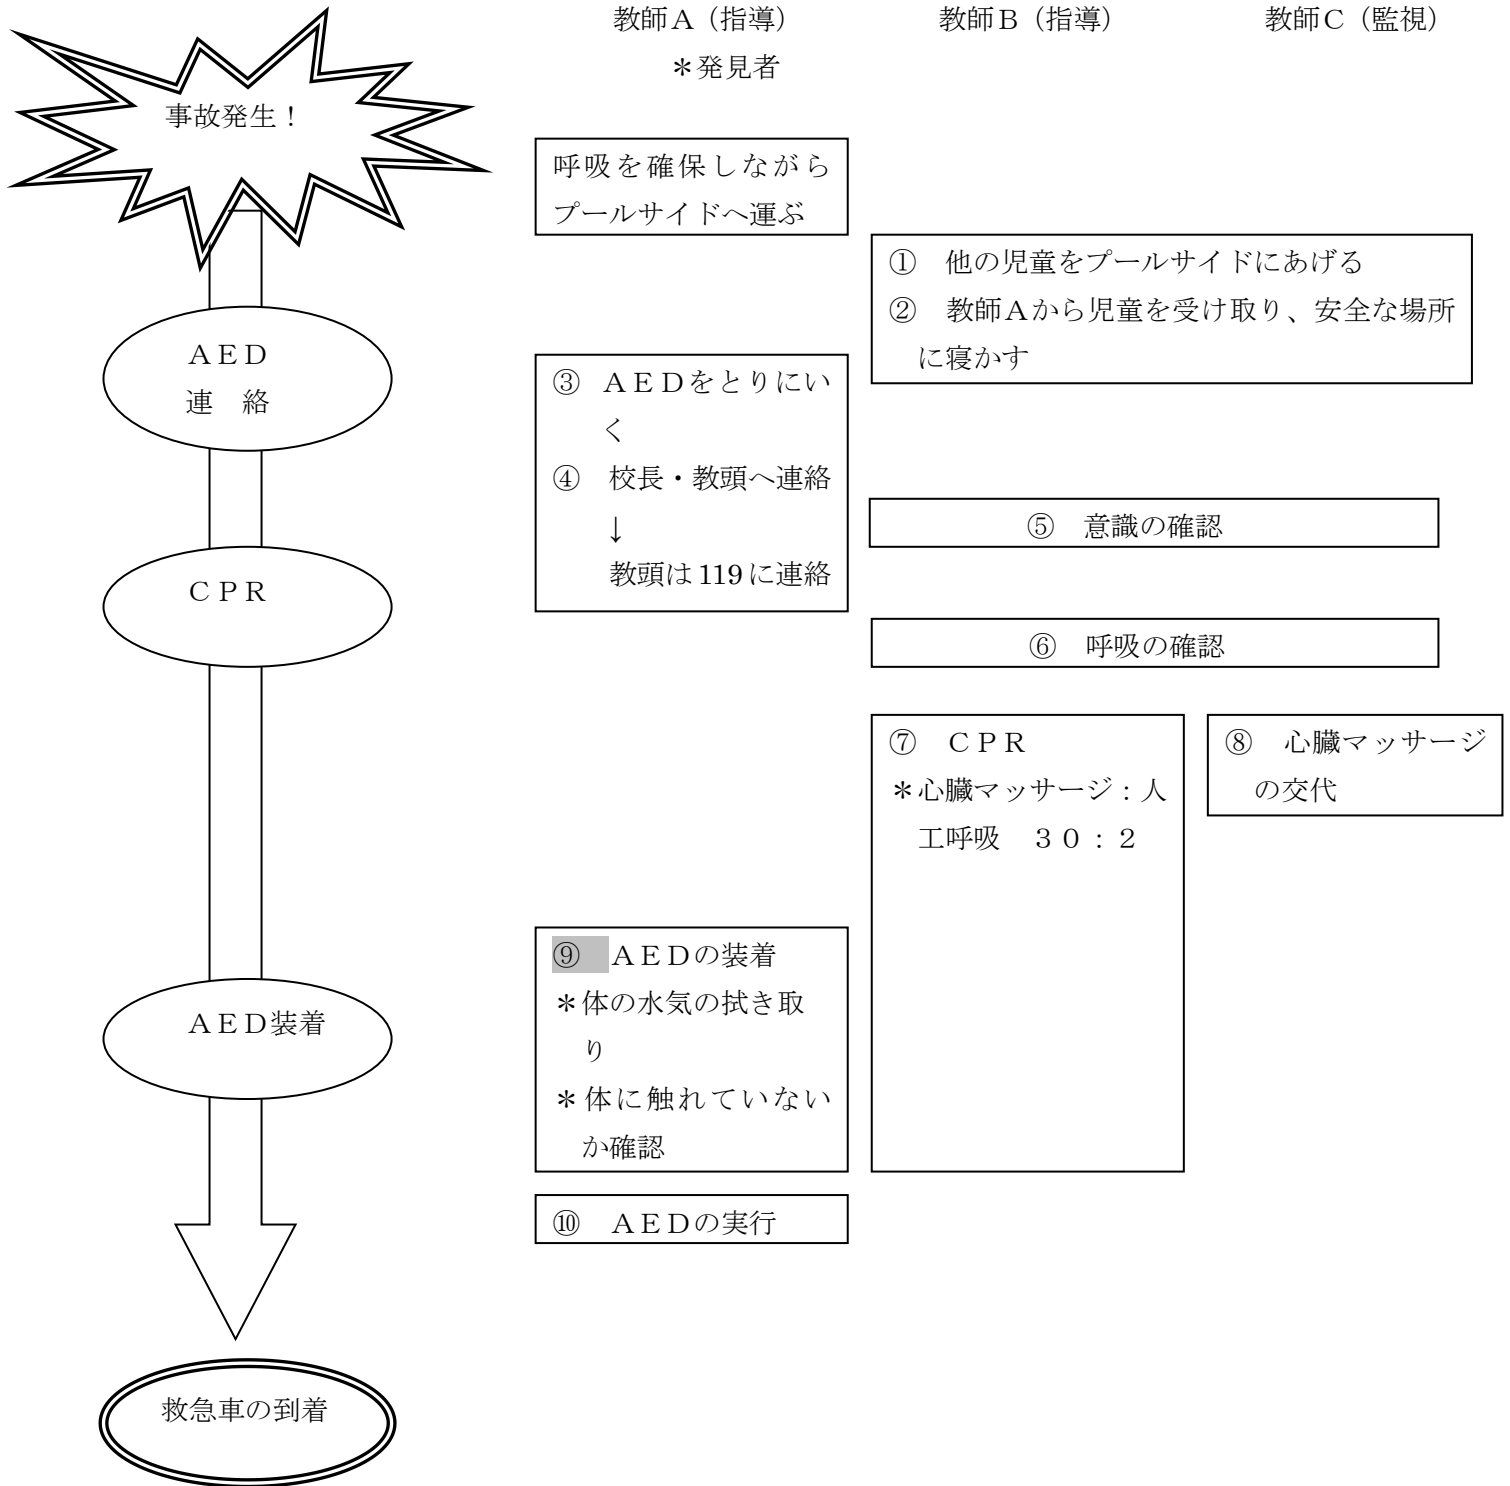 教師Ａ（指導）
教師Ｂ（指導）
教師Ｃ（監視）
＊発見者
事故発生！
呼吸を確保しながら
プールサイドへ運ぶ
①　他の児童をプールサイドにあげる
②　教師Ａから児童を受け取り、安全な場所
に寝かす
ＡＥＤ
連　絡
③　ＡＥＤをとりにい
く
④　校長・教頭へ連絡
↓
教頭は119に連絡
⑤　意識の確認
ＣＰＲ
⑥　呼吸の確認
⑦　ＣＰＲ
＊心臓マッサージ：人
工呼吸　３０：２
⑧　心臓マッサージ
の交代
⑨　ＡＥＤの装着
＊体の水気の拭き取
り
＊体に触れていない
か確認
ＡＥＤ装着
⑩　ＡＥＤの実行
救急車の到着